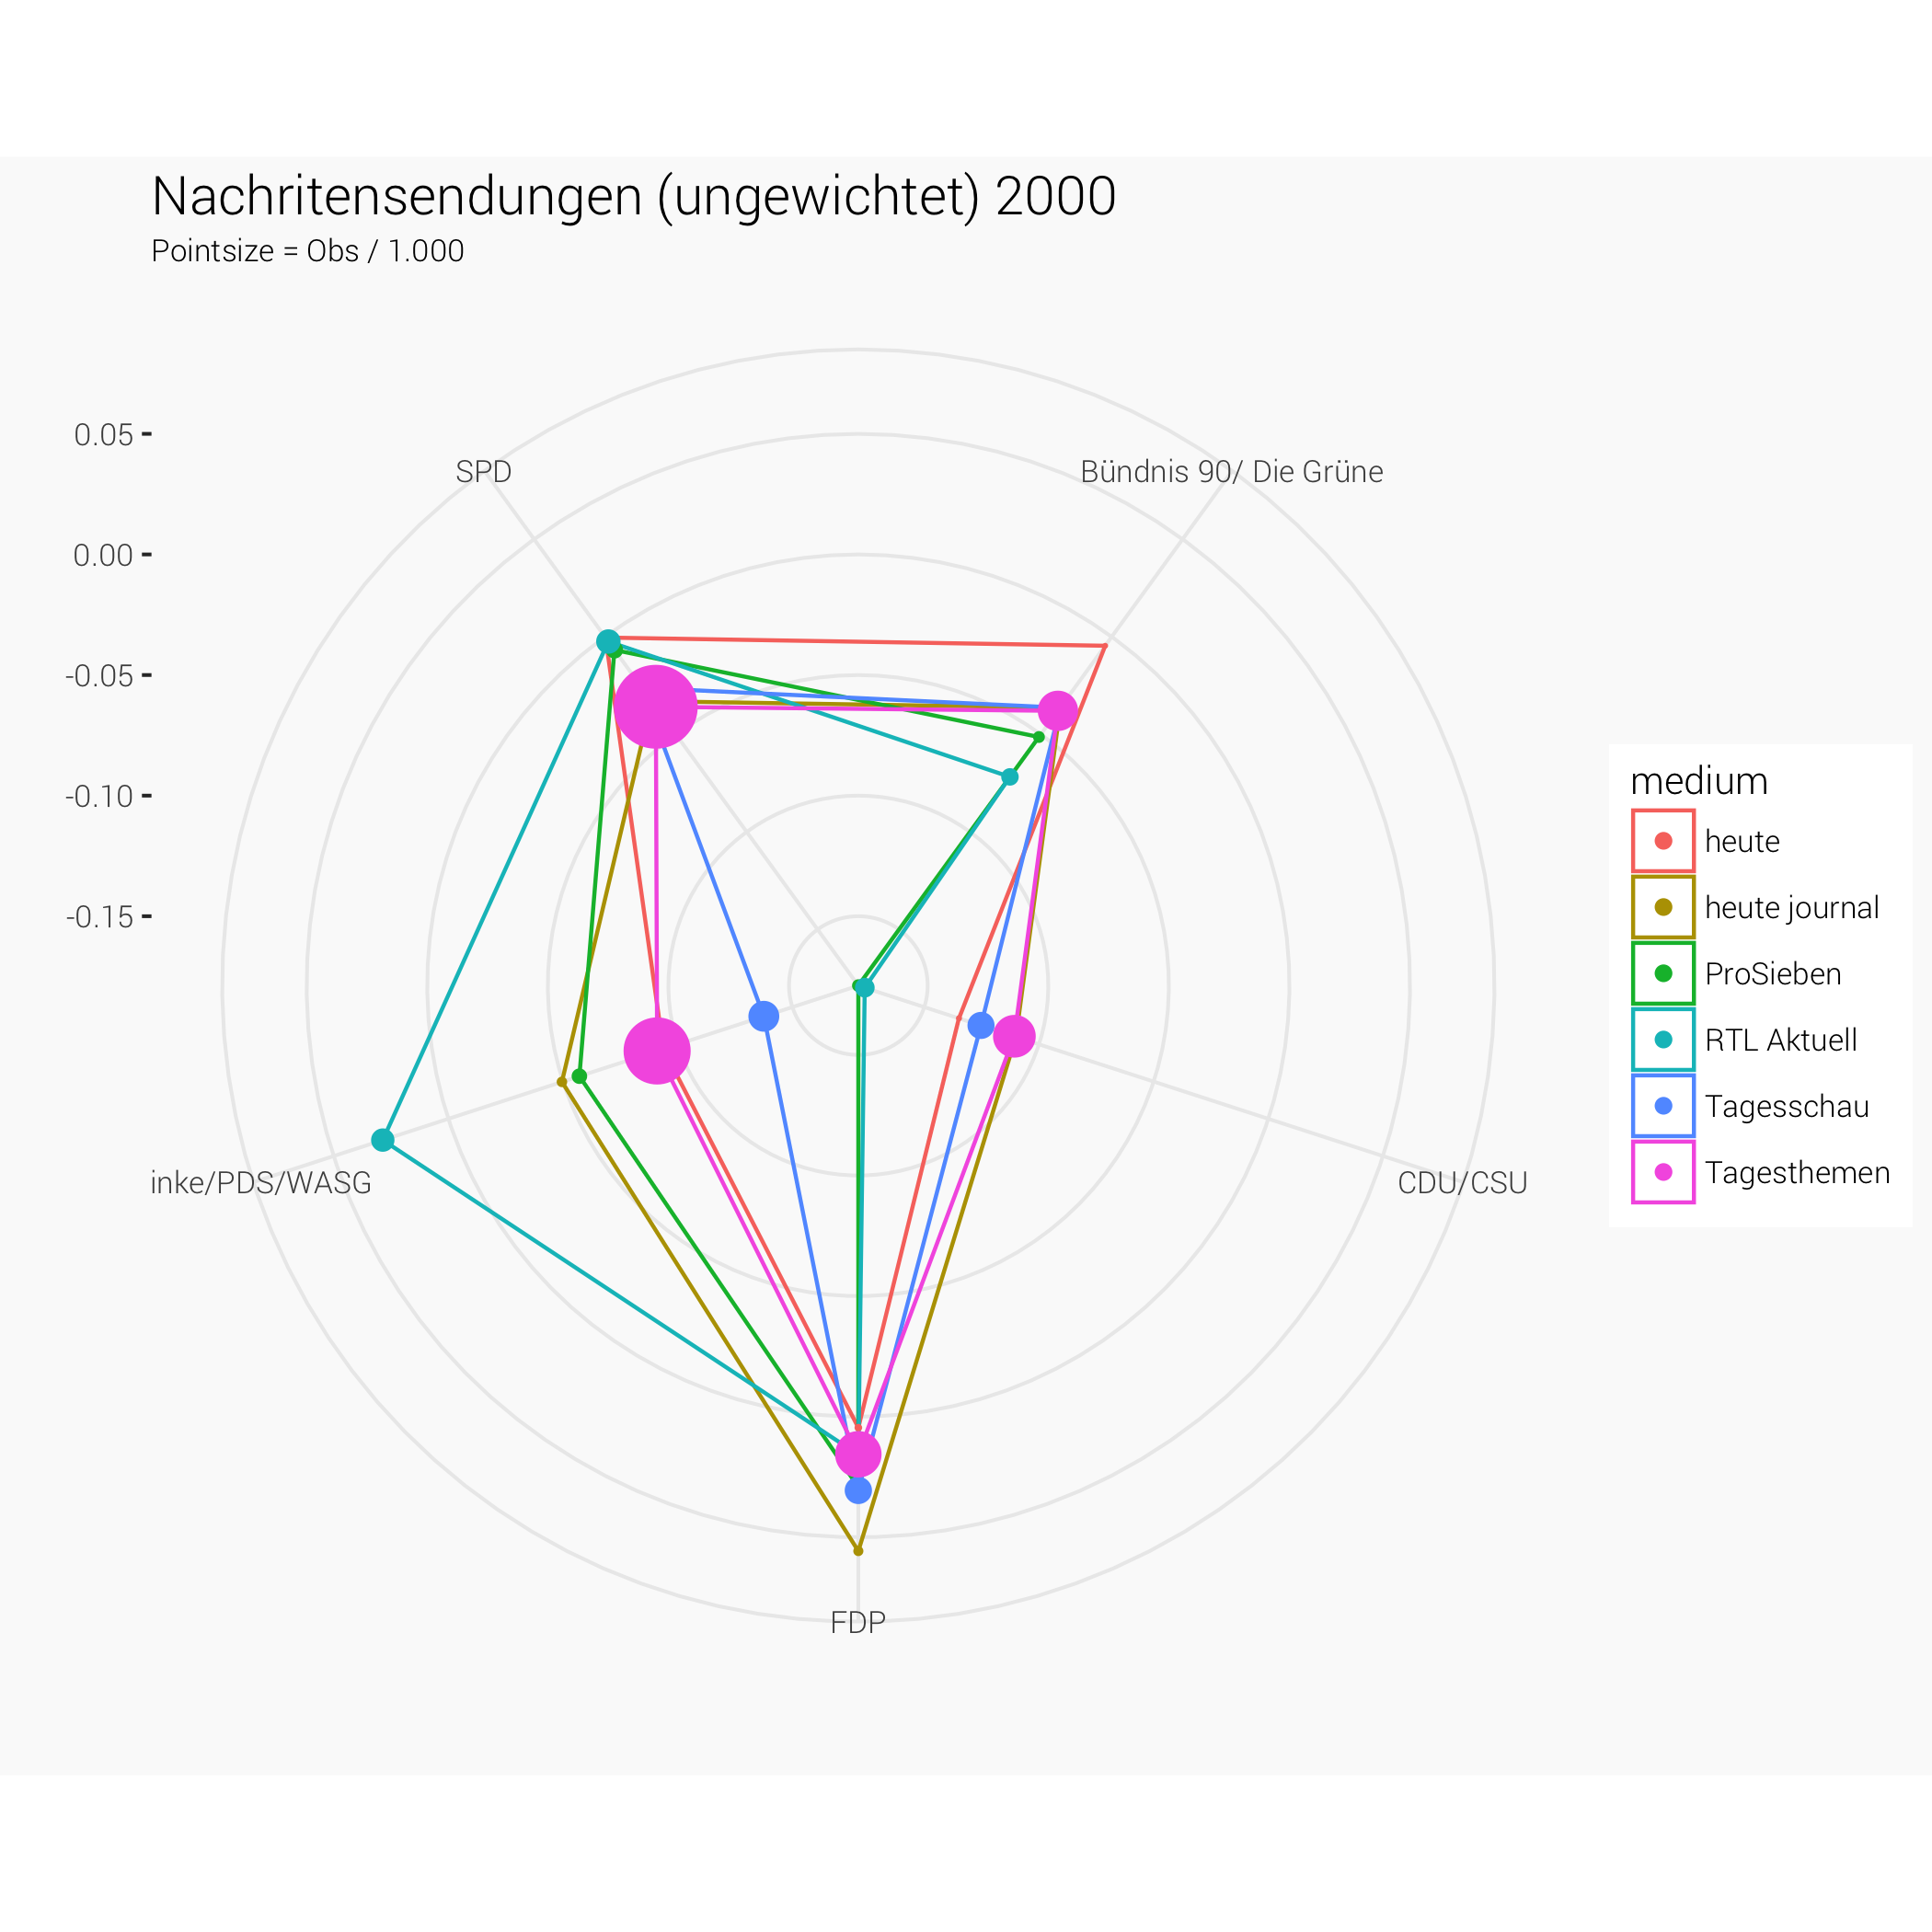 Nachritensendungen (ungewichtet) 2000
Pointsize = Obs / 1.000
0.05
0.00
-0.05
-0.10
-0.15
SPD
Bündnis 90/ Die Grüne
inke/PDS/WASG
CDU/CSU
FDP
medium
heute
heute journal
ProSieben
RTL Aktuell
Tagesschau
Tagesthemen